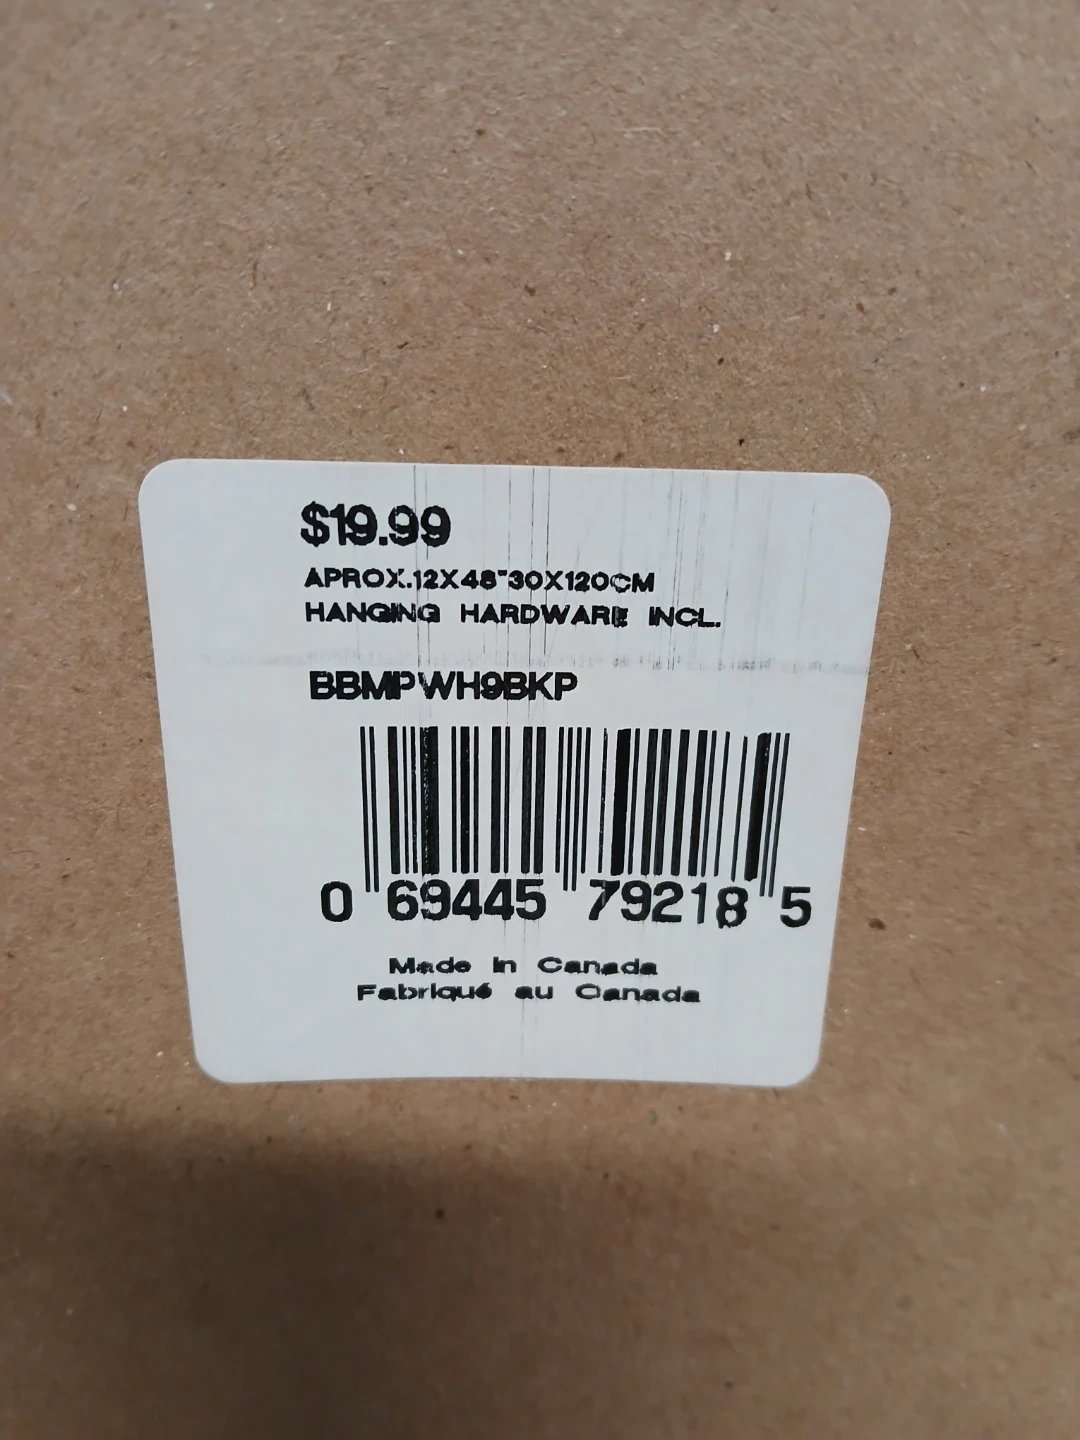 $19.99
APROX.12X48"30X120CM
HANGING HARDWARE INCL.
BBMPWH9BKP
0 69445 79218 5
Made in Canada
Fabriqué au Canada